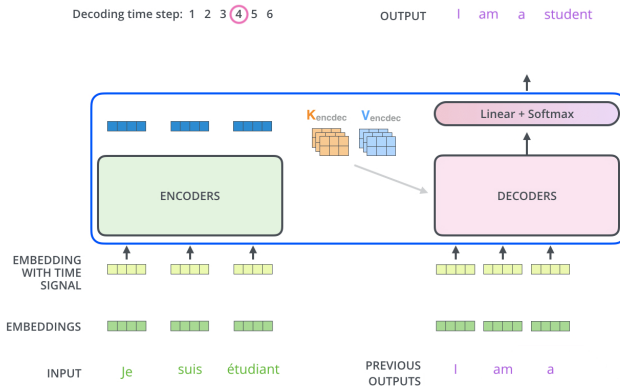 Decoding time step: 1 2 3 4 5 6
OUTPUT I am a student
Kencdec Vencdec
Linear + Softmax
ENCODERS
DECODERS
EMBEDDING
WITH TIME
SIGNAL
EMBEDDINGS
INPUT Je suis étudiant
PREVIOUS
OUTPUTS
I am a